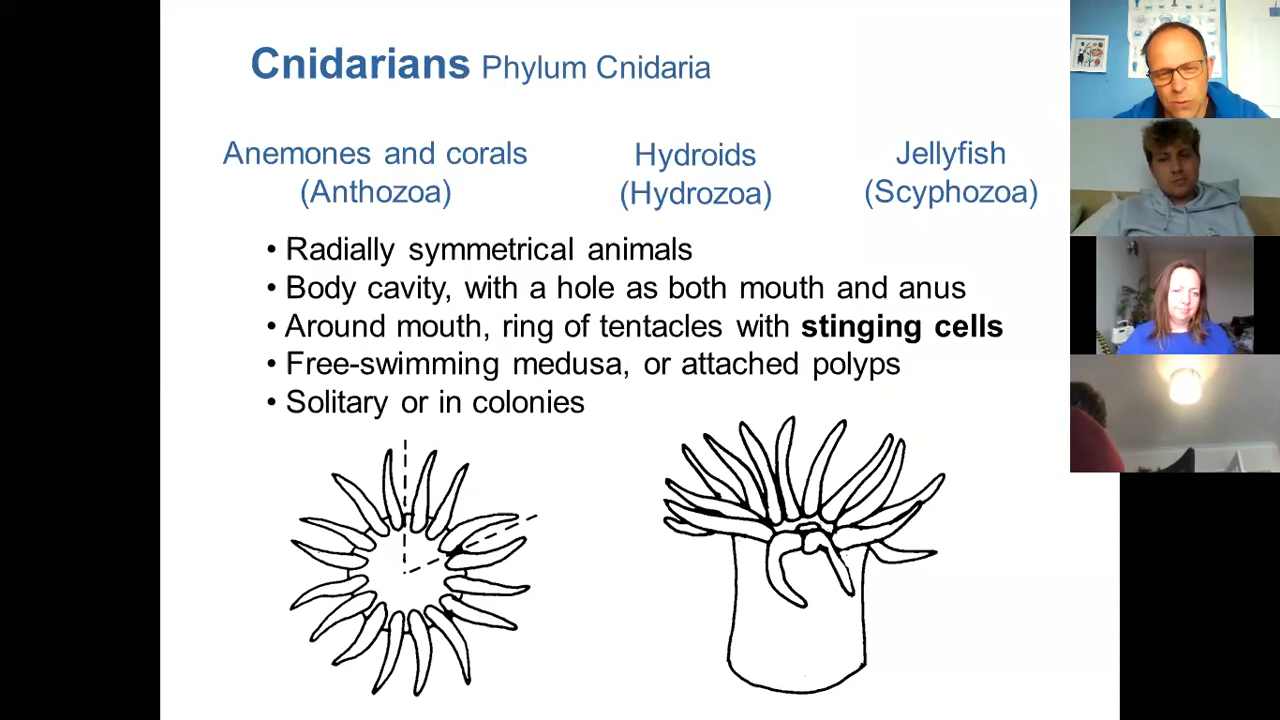 Cnidarians Phylum Cnidaria
Anemones and corals
(Anthozoa)
Hydroids
(Hydrozoa)
Jellyfish
(Scyphozoa)
• Radially symmetrical animals
• Body cavity, with a hole as both mouth and anus
• Around mouth, ring of tentacles with stinging cells
• Free-swimming medusa, or attached polyps
• Solitary or in colonies